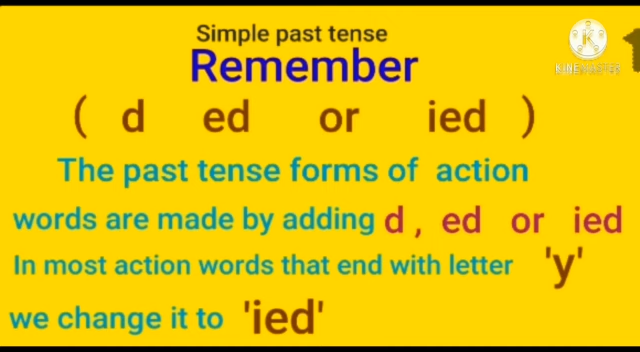 Simple past tense
Remember
( d ed or ied )
The past tense forms of action
words are made by adding d , ed or ied
In most action words that end with letter 'y'
we change it to 'ied'
K
KINEMASTER